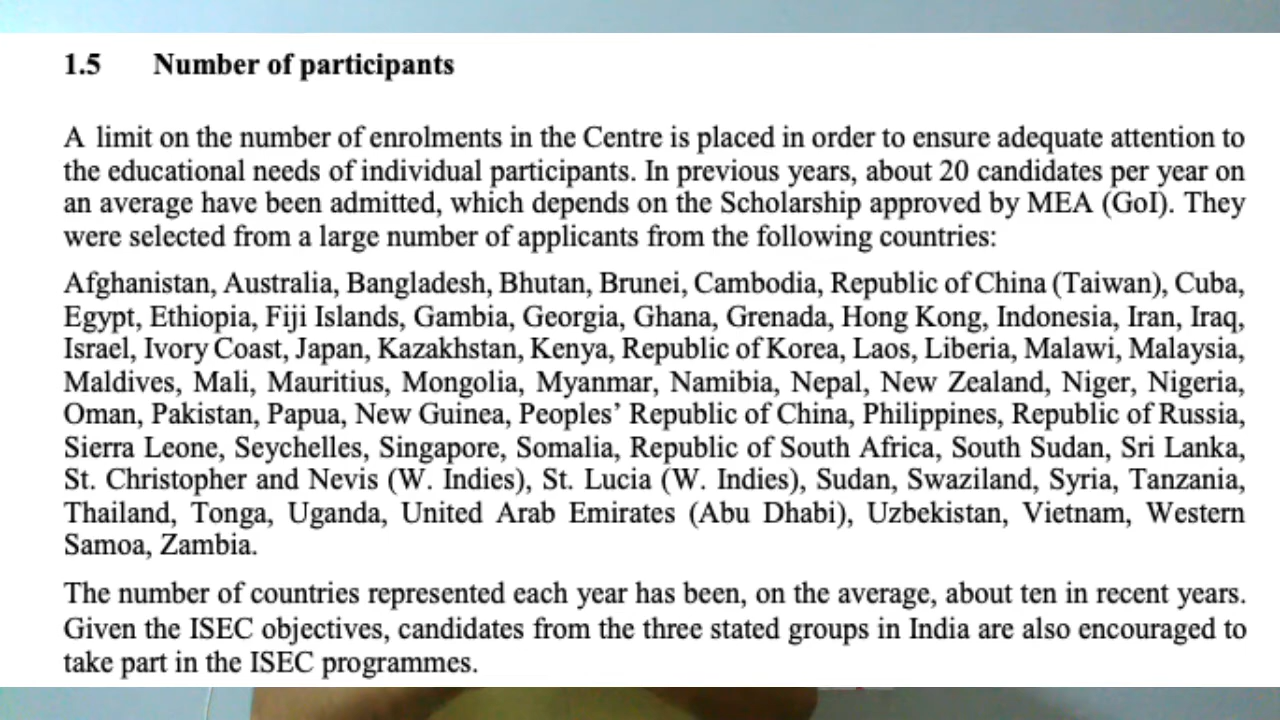 1.5 Number of participants
A limit on the number of enrolments in the Centre is placed in order to ensure adequate attention to
the educational needs of individual participants. In previous years, about 20 candidates per year on
an average have been admitted, which depends on the Scholarship approved by MEA (GoI). They
were selected from a large number of applicants from the following countries:
Afghanistan, Australia, Bangladesh, Bhutan, Brunei, Cambodia, Republic of China (Taiwan), Cuba,
Egypt, Ethiopia, Fiji Islands, Gambia, Georgia, Ghana, Grenada, Hong Kong, Indonesia, Iran, Iraq,
Israel, Ivory Coast, Japan, Kazakhstan, Kenya, Republic of Korea, Laos, Liberia, Malawi, Malaysia,
Maldives, Mali, Mauritius, Mongolia, Myanmar, Namibia, Nepal, New Zealand, Niger, Nigeria,
Oman, Pakistan, Papua, New Guinea, Peoples’ Republic of China, Philippines, Republic of Russia,
Sierra Leone, Seychelles, Singapore, Somalia, Republic of South Africa, South Sudan, Sri Lanka,
St. Christopher and Nevis (W. Indies), St. Lucia (W. Indies), Sudan, Swaziland, Syria, Tanzania,
Thailand, Tonga, Uganda, United Arab Emirates (Abu Dhabi), Uzbekistan, Vietnam, Western
Samoa, Zambia.
The number of countries represented each year has been, on the average, about ten in recent years.
Given the ISEC objectives, candidates from the three stated groups in India are also encouraged to
take part in the ISEC programmes.